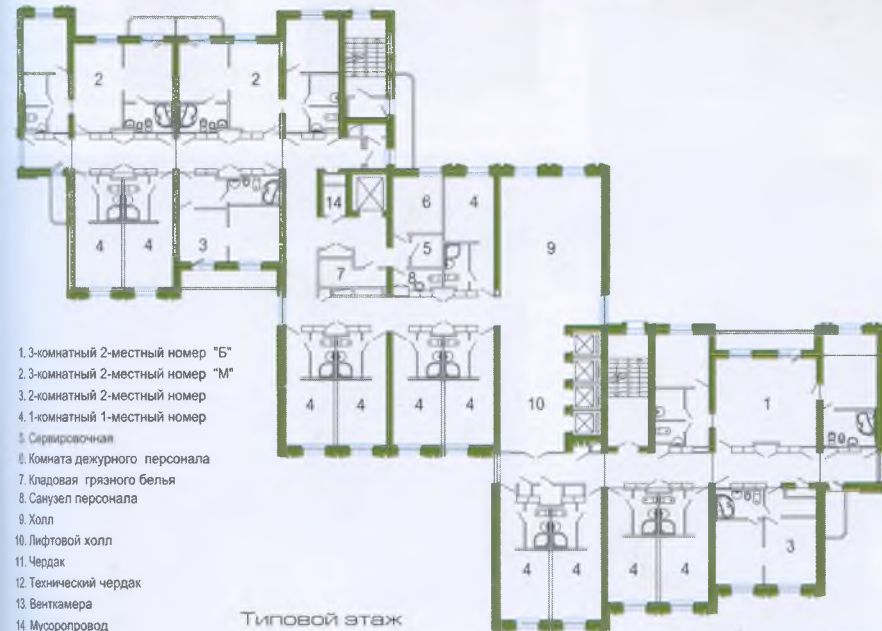 2
2
4
4
3
14
6
4
5
7
8
9
4
4
4
4
10
1
4
4
4
4
3
1. 3-комнатный 2-местный номер "Б"
2. 3-комнатный 2-местный номер "М"
3. 2-комнатный 2-местный номер
4. 1-комнатный 1-местный номер
5. Сервировочная
6. Комната дежурного персонала
7. Кладовая грязного белья
8. Санузел персонала
9. Холл
10. Лифтовой холл
11. Чердак
12. Технический чердак
13. Венткамера
14. Мусоропровод
Типовой этаж